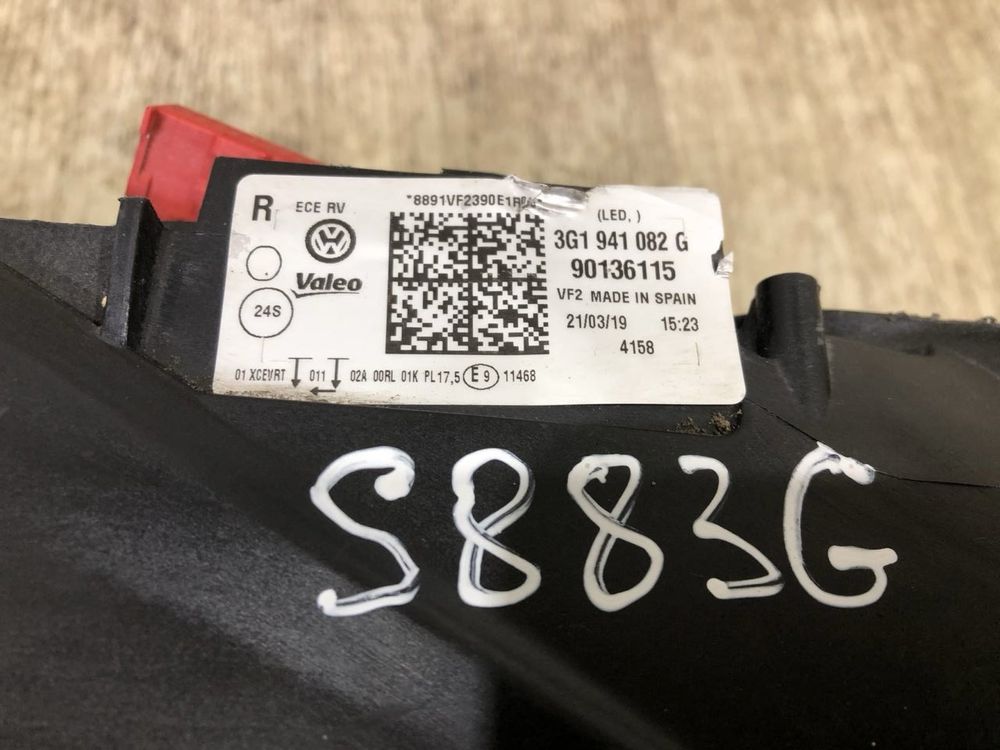 R ECE RV
*8891VF2390E1R
(LED, )
3G1 941 082 G
90136115
Valeo
VF2 MADE IN SPAIN
24S
21/03/19 15:23
4158
01 XCEVRT 011 02A 00RL 01K PL17,5 E9 11468
S883G